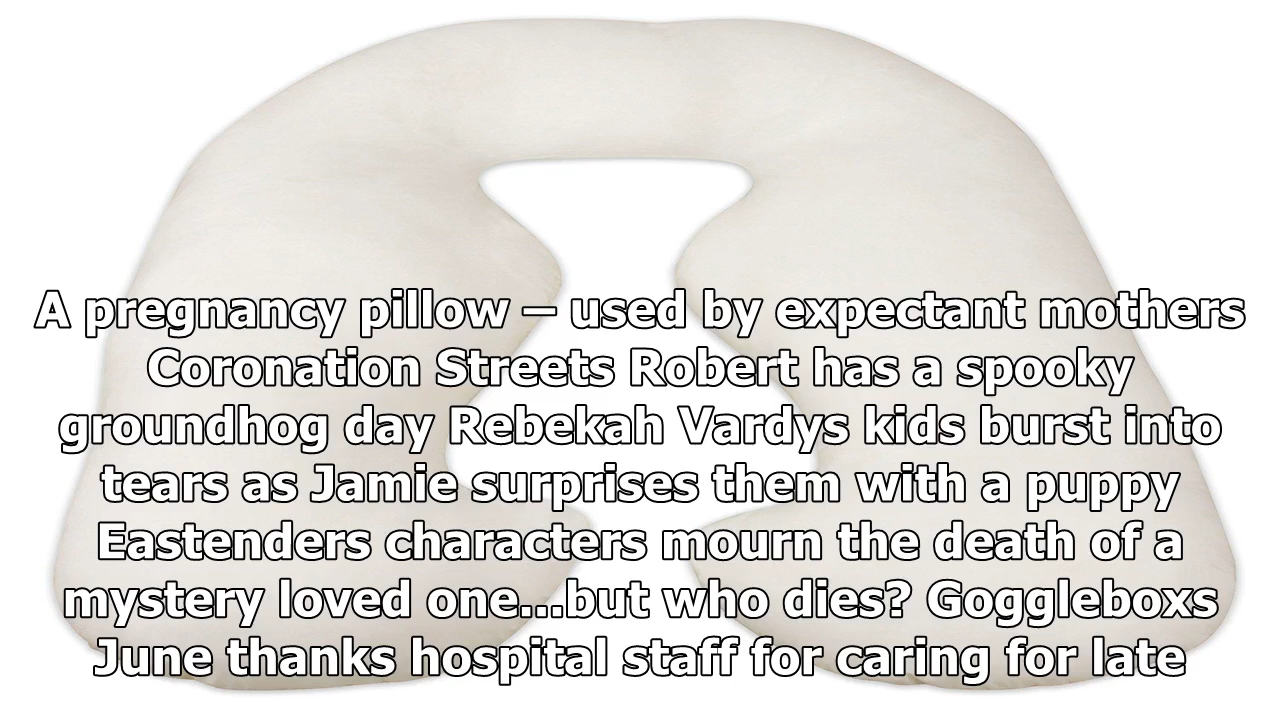 A pregnancy pillow – used by expectant mothers
Coronation Streets Robert has a spooky
groundhog day Rebekah Vardys kids burst into
tears as Jamie surprises them with a puppy
Eastenders characters mourn the death of a
mystery loved one...but who dies? Goggleboxs
June thanks hospital staff for caring for late